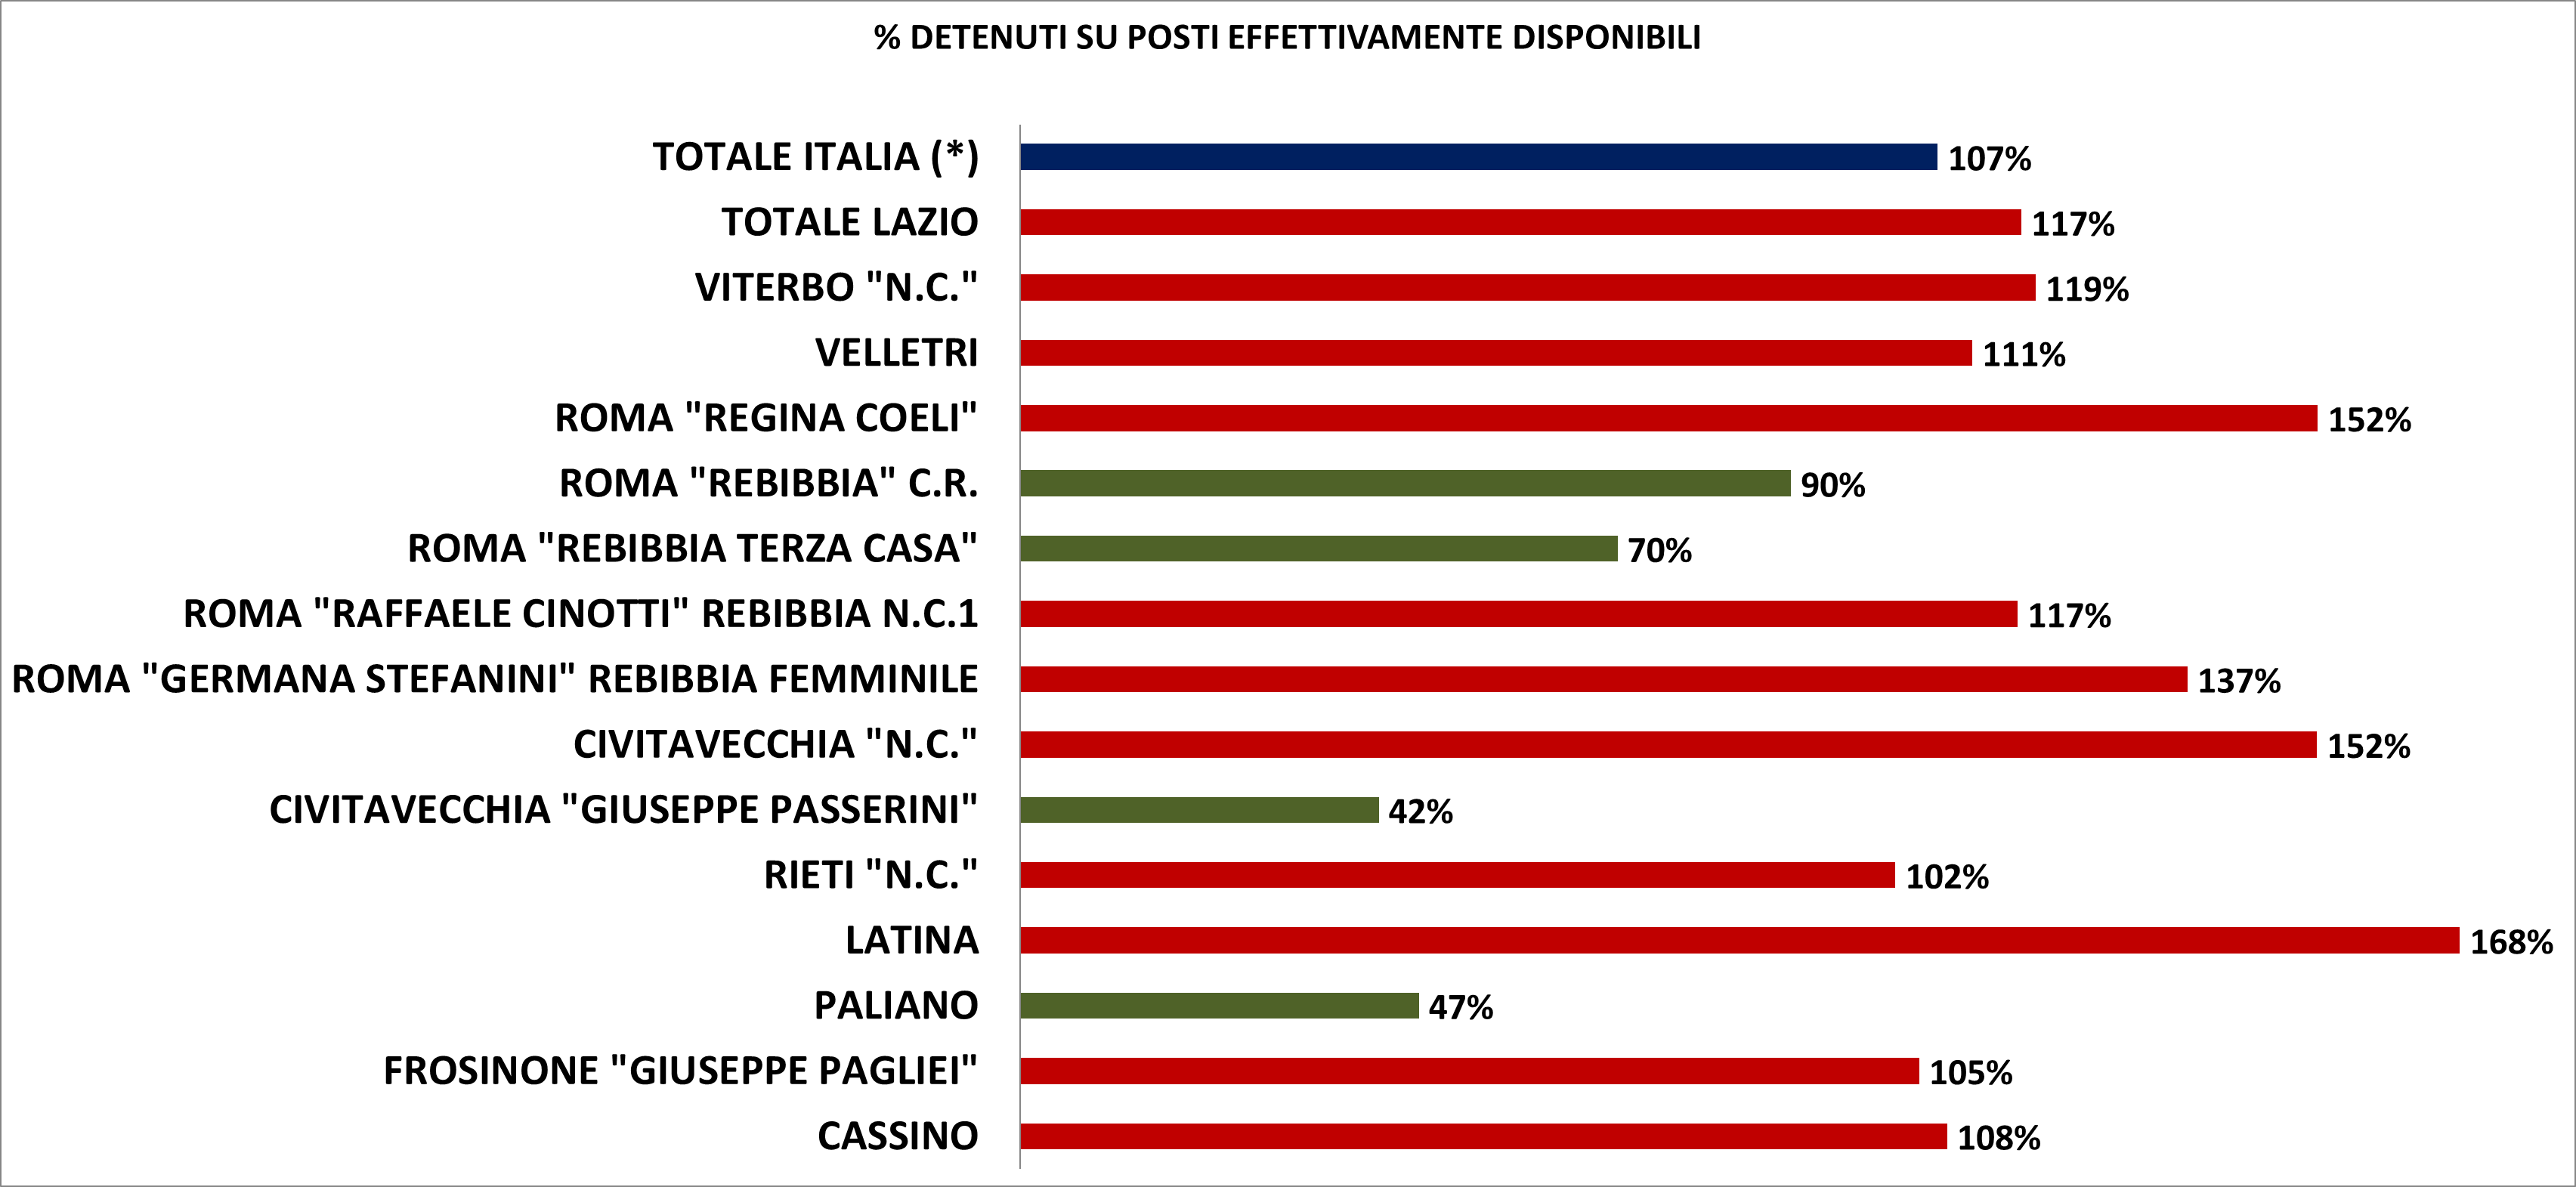 % DETENUTI SU POSTI EFFETTIVAMENTE DISPONIBILI
TOTALE ITALIA (*) 107%
TOTALE LAZIO 117%
VITERBO "N.C." 119%
VELLETRI 111%
ROMA "REGINA COELI" 152%
ROMA "REBIBBIA" C.R. 90%
ROMA "REBIBBIA TERZA CASA" 70%
ROMA "RAFFAELE CINOTTI" REBIBBIA N.C.1 117%
ROMA "GERMANA STEFANINI" REBIBBIA FEMMINILE 137%
CIVITAVECCHIA "N.C." 152%
CIVITAVECCHIA "GIUSEPPE PASSERINI" 42%
RIETI "N.C." 102%
LATINA 168%
PALIANO 47%
FROSINONE "GIUSEPPE PAGLIEI" 105%
CASSINO 108%